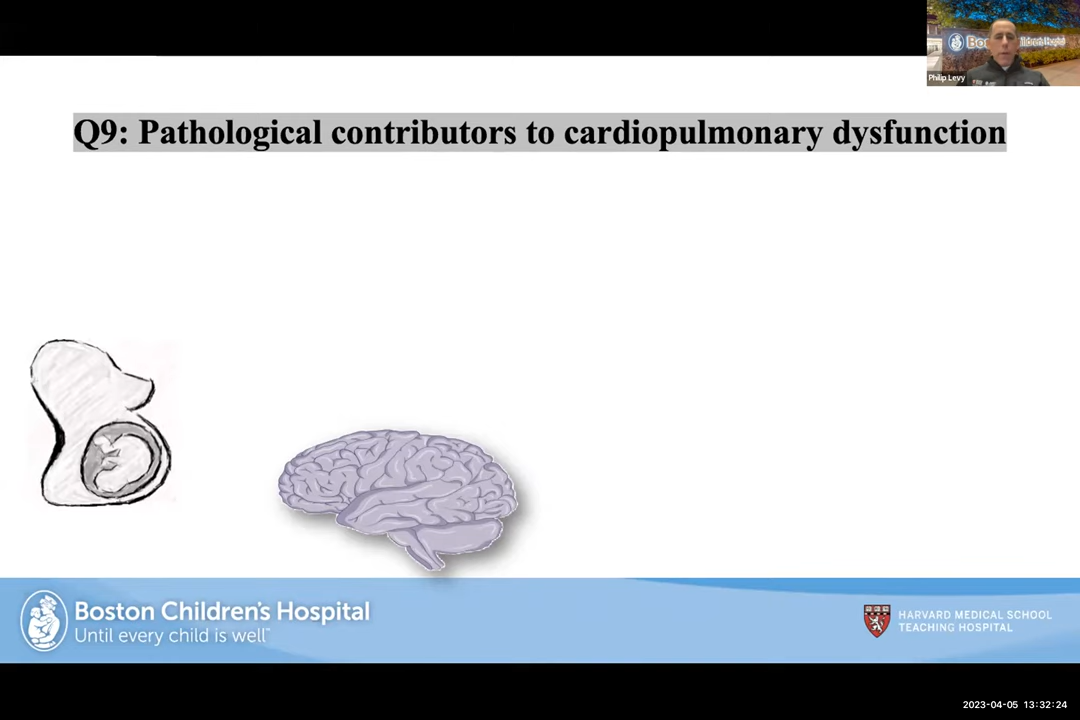 Philip Levy
Q9: Pathological contributors to cardiopulmonary dysfunction
Boston Children's Hospital
Until every child is well™
HARVARD MEDICAL SCHOOL
TEACHING HOSPITAL
2023-04-05 13:32:24